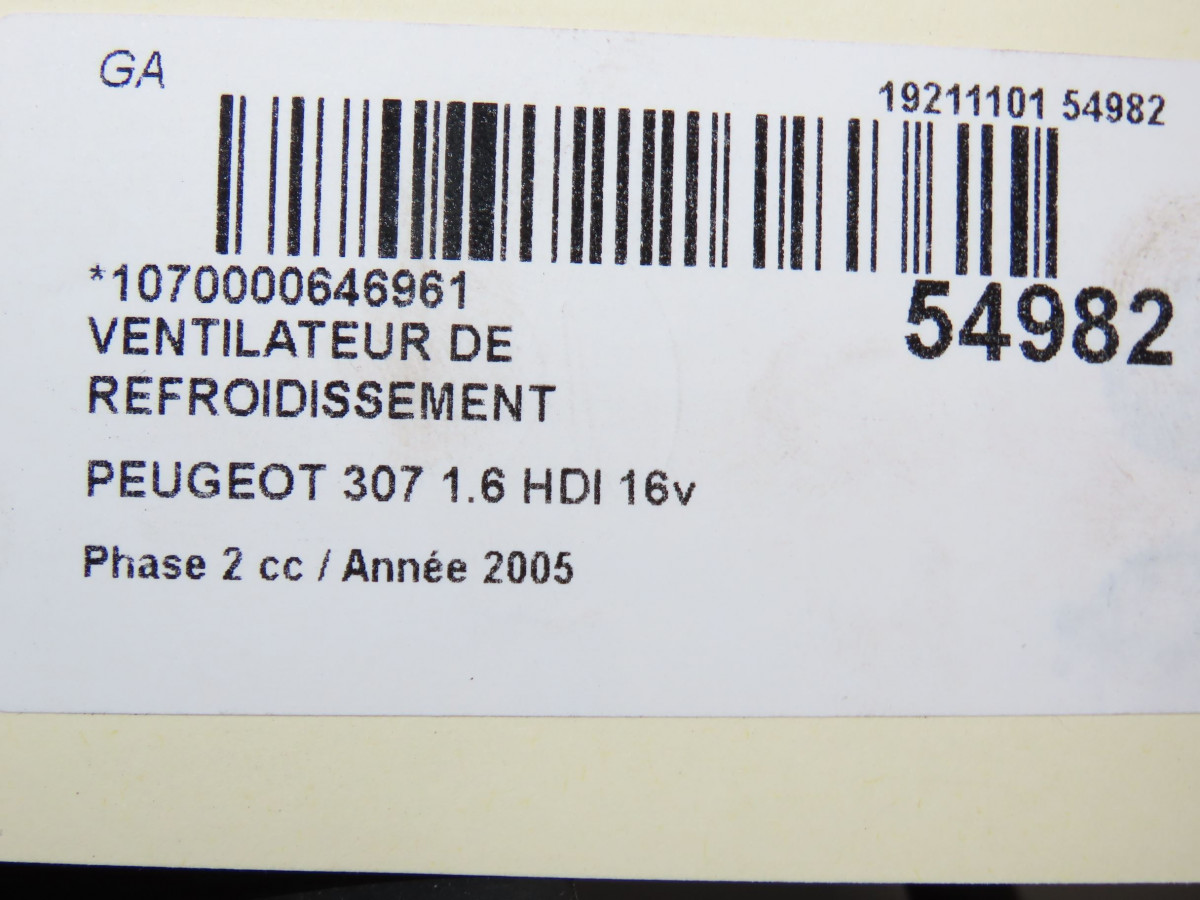 GA
19211101 54982
*1070000646961
54982
VENTILATEUR DE
REFROIDISSEMENT
PEUGEOT 307 1.6 HDI 16v
Phase 2 cc / Année 2005